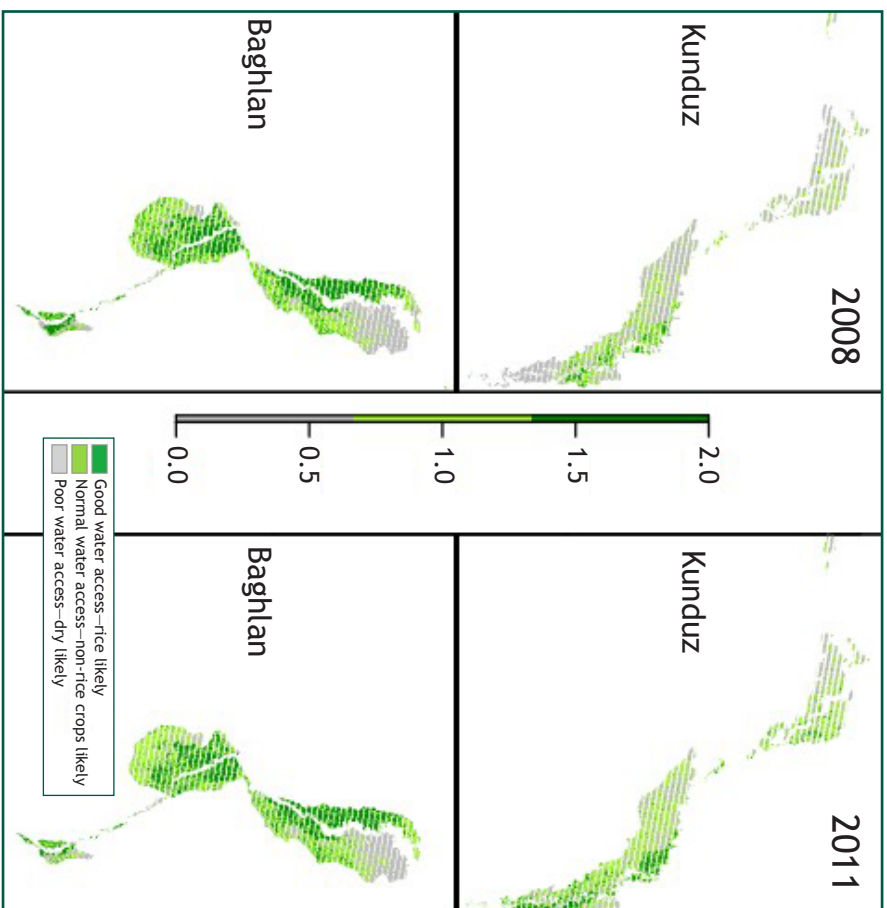 2008
Kunduz
Baghlan
2.0
1.5
1.0
0.5
0.0
Good water access—rice likely
Normal water access—non-rice crops likely
Poor water access—dry likely
2011
Kunduz
Baghlan